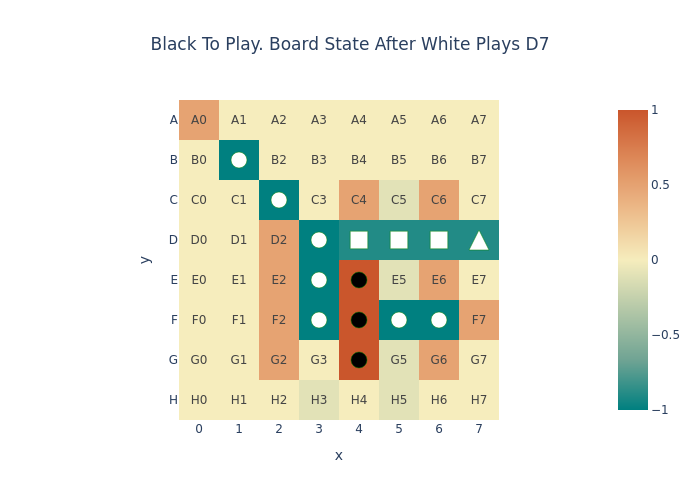 Black To Play. Board State After White Plays D7
A A0 A1 A2 A3 A4 A5 A6 A7
B B0 B2 B3 B4 B5 B6 B7
C C0 C1 C3 C4 C5 C6 C7
D D0 D1 D2
E E0 E1 E2 E5 E6 E7
F F0 F1 F2 F7
G G0 G1 G2 G3 G5 G6 G7
H H0 H1 H2 H3 H4 H5 H6 H7
0 1 2 3 4 5 6 7
x
y
1
0.5
0
−0.5
−1